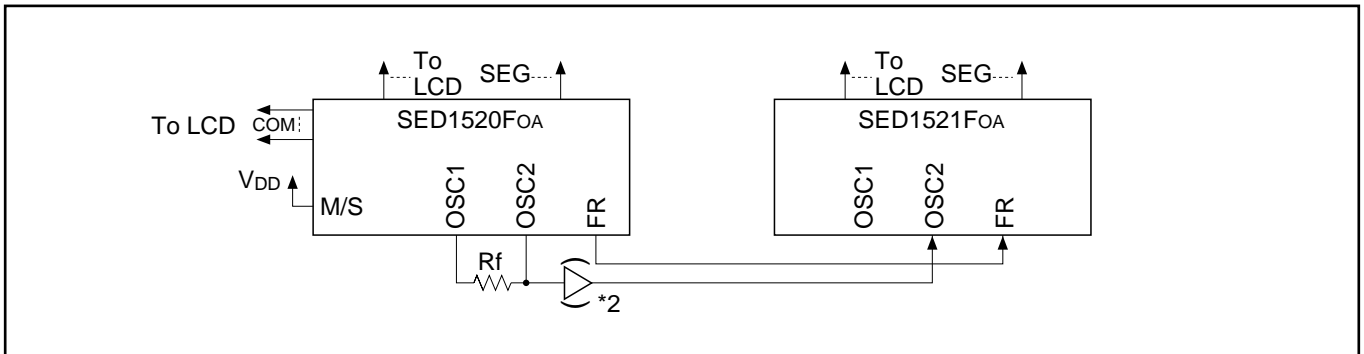 To
LCD
SEG
To
LCD
SEG
SED1520FOA
SED1521FOA
To LCD
COM
VDD
M/S
OSC1
OSC2
FR
OSC1
OSC2
FR
Rf
*2